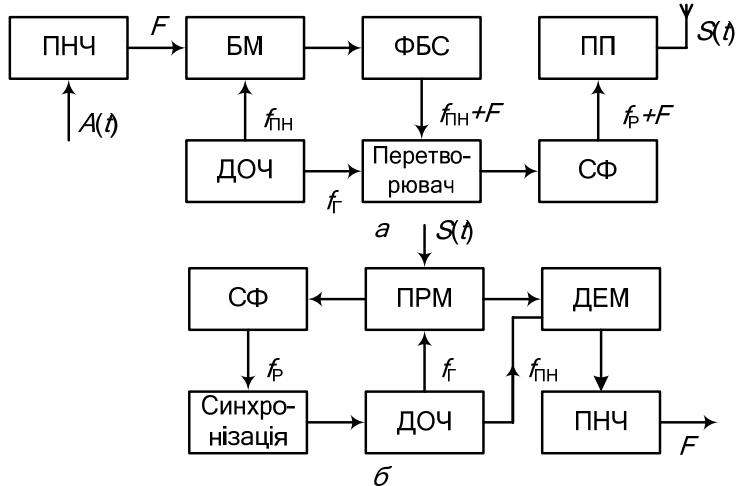 ПНЧ
F
БМ
ФБС
ПП
S(t)
A(t)
fПН
fПН+F
fР+F
ДОЧ
fГ
Перетво-
рювач
СФ
а
S(t)
СФ
ПРМ
ДЕМ
fР
fГ
fПН
Синхро-
нізація
ДОЧ
ПНЧ
F
б